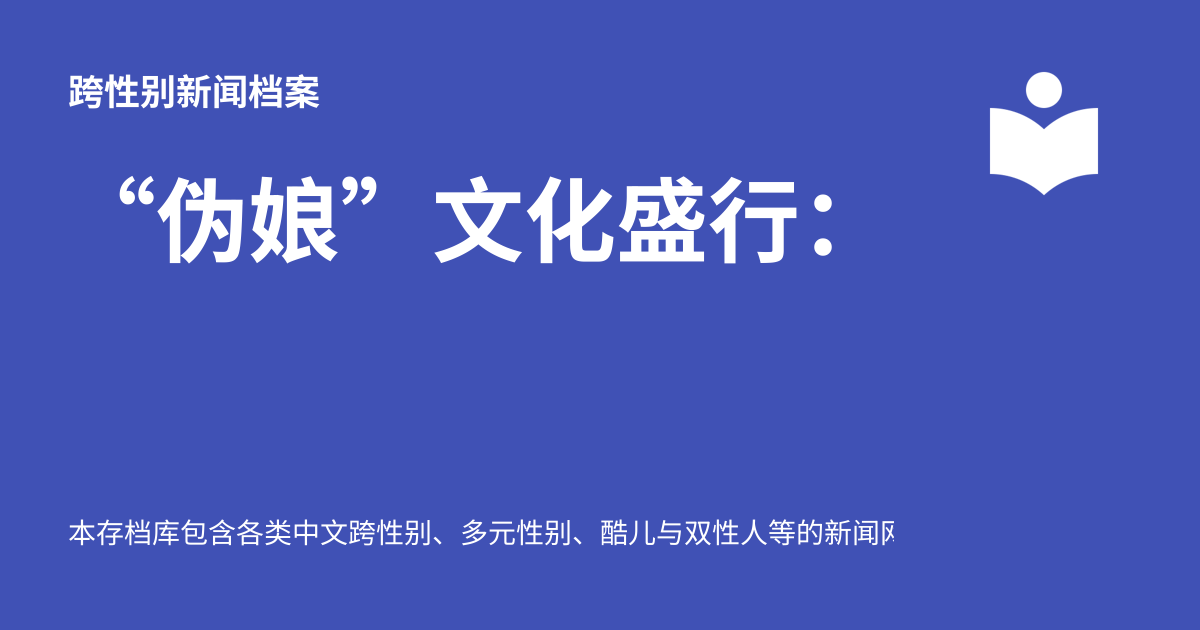 跨性别新闻档案
“伪娘” 文化盛行：
本存档库包含各类中文跨性别、多元性别、酷儿与双性人等的新闻